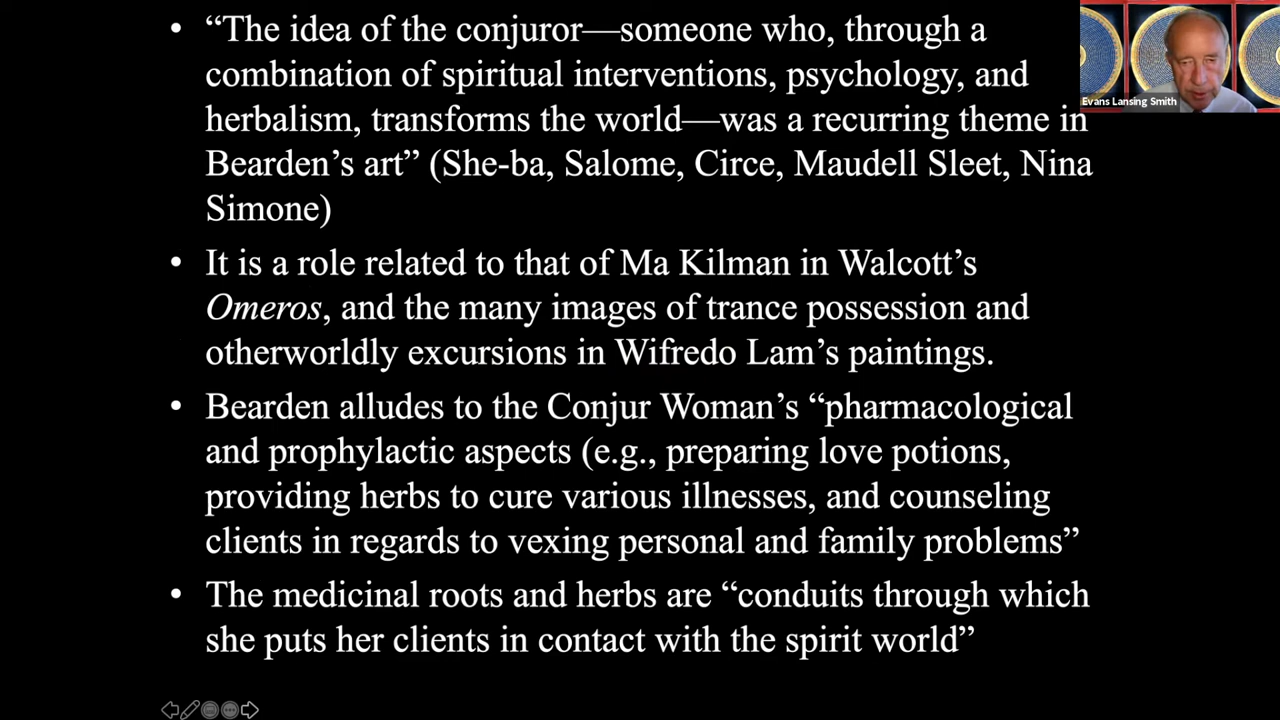 • “The idea of the conjuror—someone who, through a
combination of spiritual interventions, psychology, and
herbalism, transforms the world—was a recurring theme in
Bearden’s art” (She-ba, Salome, Circe, Maudell Sleet, Nina
Simone)
• It is a role related to that of Ma Kilman in Walcott’s
Omeros, and the many images of trance possession and
otherworldly excursions in Wifredo Lam’s paintings.
• Bearden alludes to the Conjur Woman’s “pharmacological
and prophylactic aspects (e.g., preparing love potions,
providing herbs to cure various illnesses, and counseling
clients in regards to vexing personal and family problems”
• The medicinal roots and herbs are “conduits through which
she puts her clients in contact with the spirit world”
Evans Lansing Smith